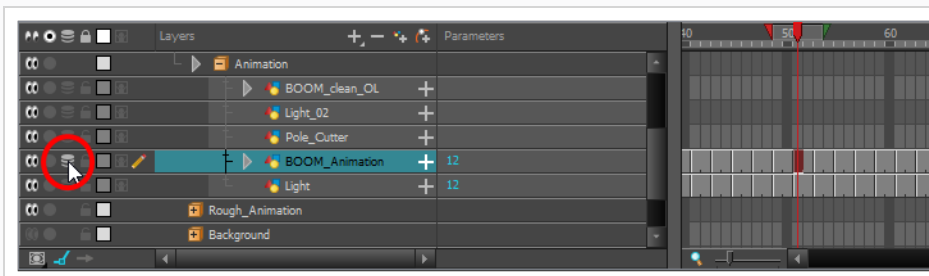 Layers Parameters 40 50 60
Animation
BOOM_clean_OL
Light_02
Pole_Cutter
BOOM_Animation 12
Light 12
Rough_Animation
Background